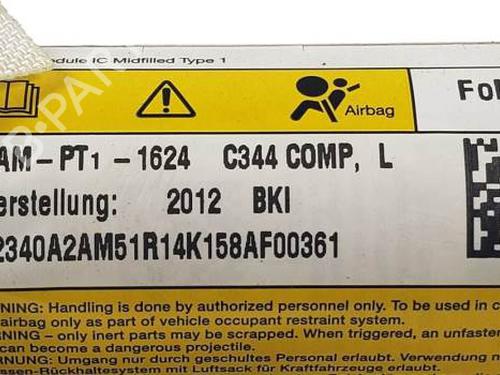 odule IC Midfilled Type 1
Airbag
FoM
AM-PT1-1624 C344 COMP, L
erstellung: 2012 BKI
2340A2AM51R14K158AF00361
NING: Handling is done by authorized personnel only. To be used in c
airbag only as part of vehicle occupant restraint system.
NING: - only inert parts may be scrapped. When triggered, an unfaste
can become a dangerous projectile.
RNUNG: Umgang nur durch geschultes Personal erlaubt. Verwendung
ssen-Rückhaltesystem mit Luftsack für Kraftfahrzeuge erlaubt.